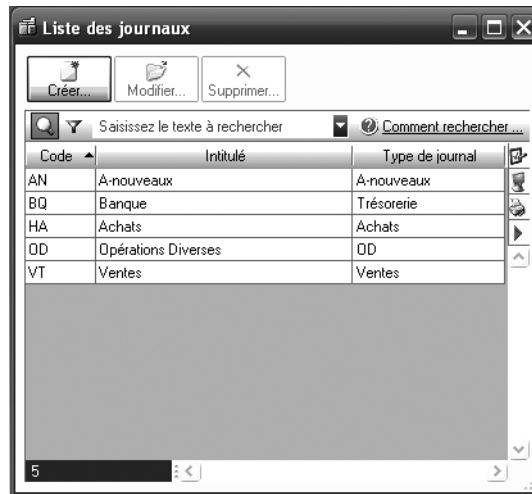 Liste des journaux
Créer... Modifier... Supprimer...
Saisissez le texte à rechercher Comment rechercher ...
Code Intitulé Type de journal
AN A-nouveaux A-nouveaux
BQ Banque Trésorerie
HA Achats Achats
OD Opérations Diverses OD
VT Ventes Ventes
5